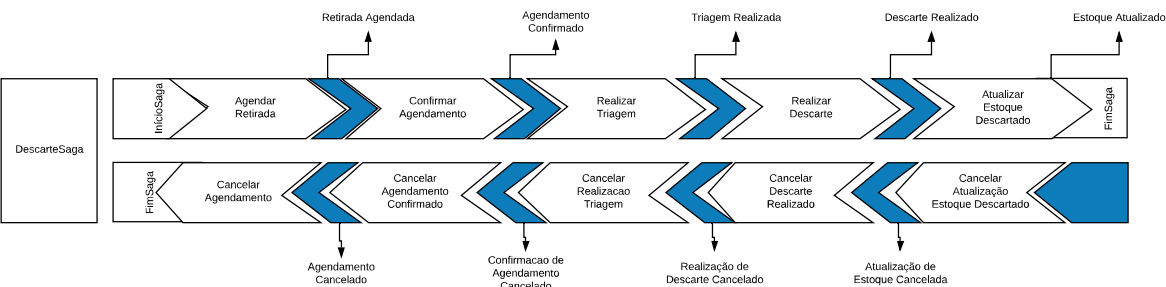 Retirada Agendada
Agendamento
Confirmado
Triagem Realizada
Descarte Realizado
Estoque Atualizado
DescarteSaga
InícioSaga
Agendar
Retirada
Confirmar
Agendamento
Realizar
Triagem
Realizar
Descarte
Atualizar
Estoque
Descartado
FimSaga
FimSaga
Cancelar
Agendamento
Cancelar
Agendamento
Confirmado
Cancelar
Realizacao
Triagem
Cancelar
Descarte
Realizado
Cancelar
Atualização
Estoque Descartado
Agendamento
Cancelado
Confirmacao de
Agendamento
Cancelado
Realização de
Descarte Cancelado
Atualização de
Estoque Cancelada